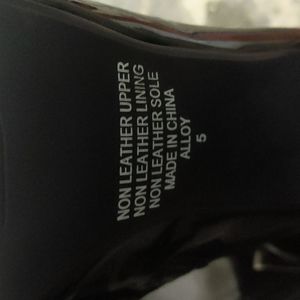 NON LEATHER UPPER
NON LEATHER LINING
NON LEATHER SOLE
MADE IN CHINA
ALLOY
5